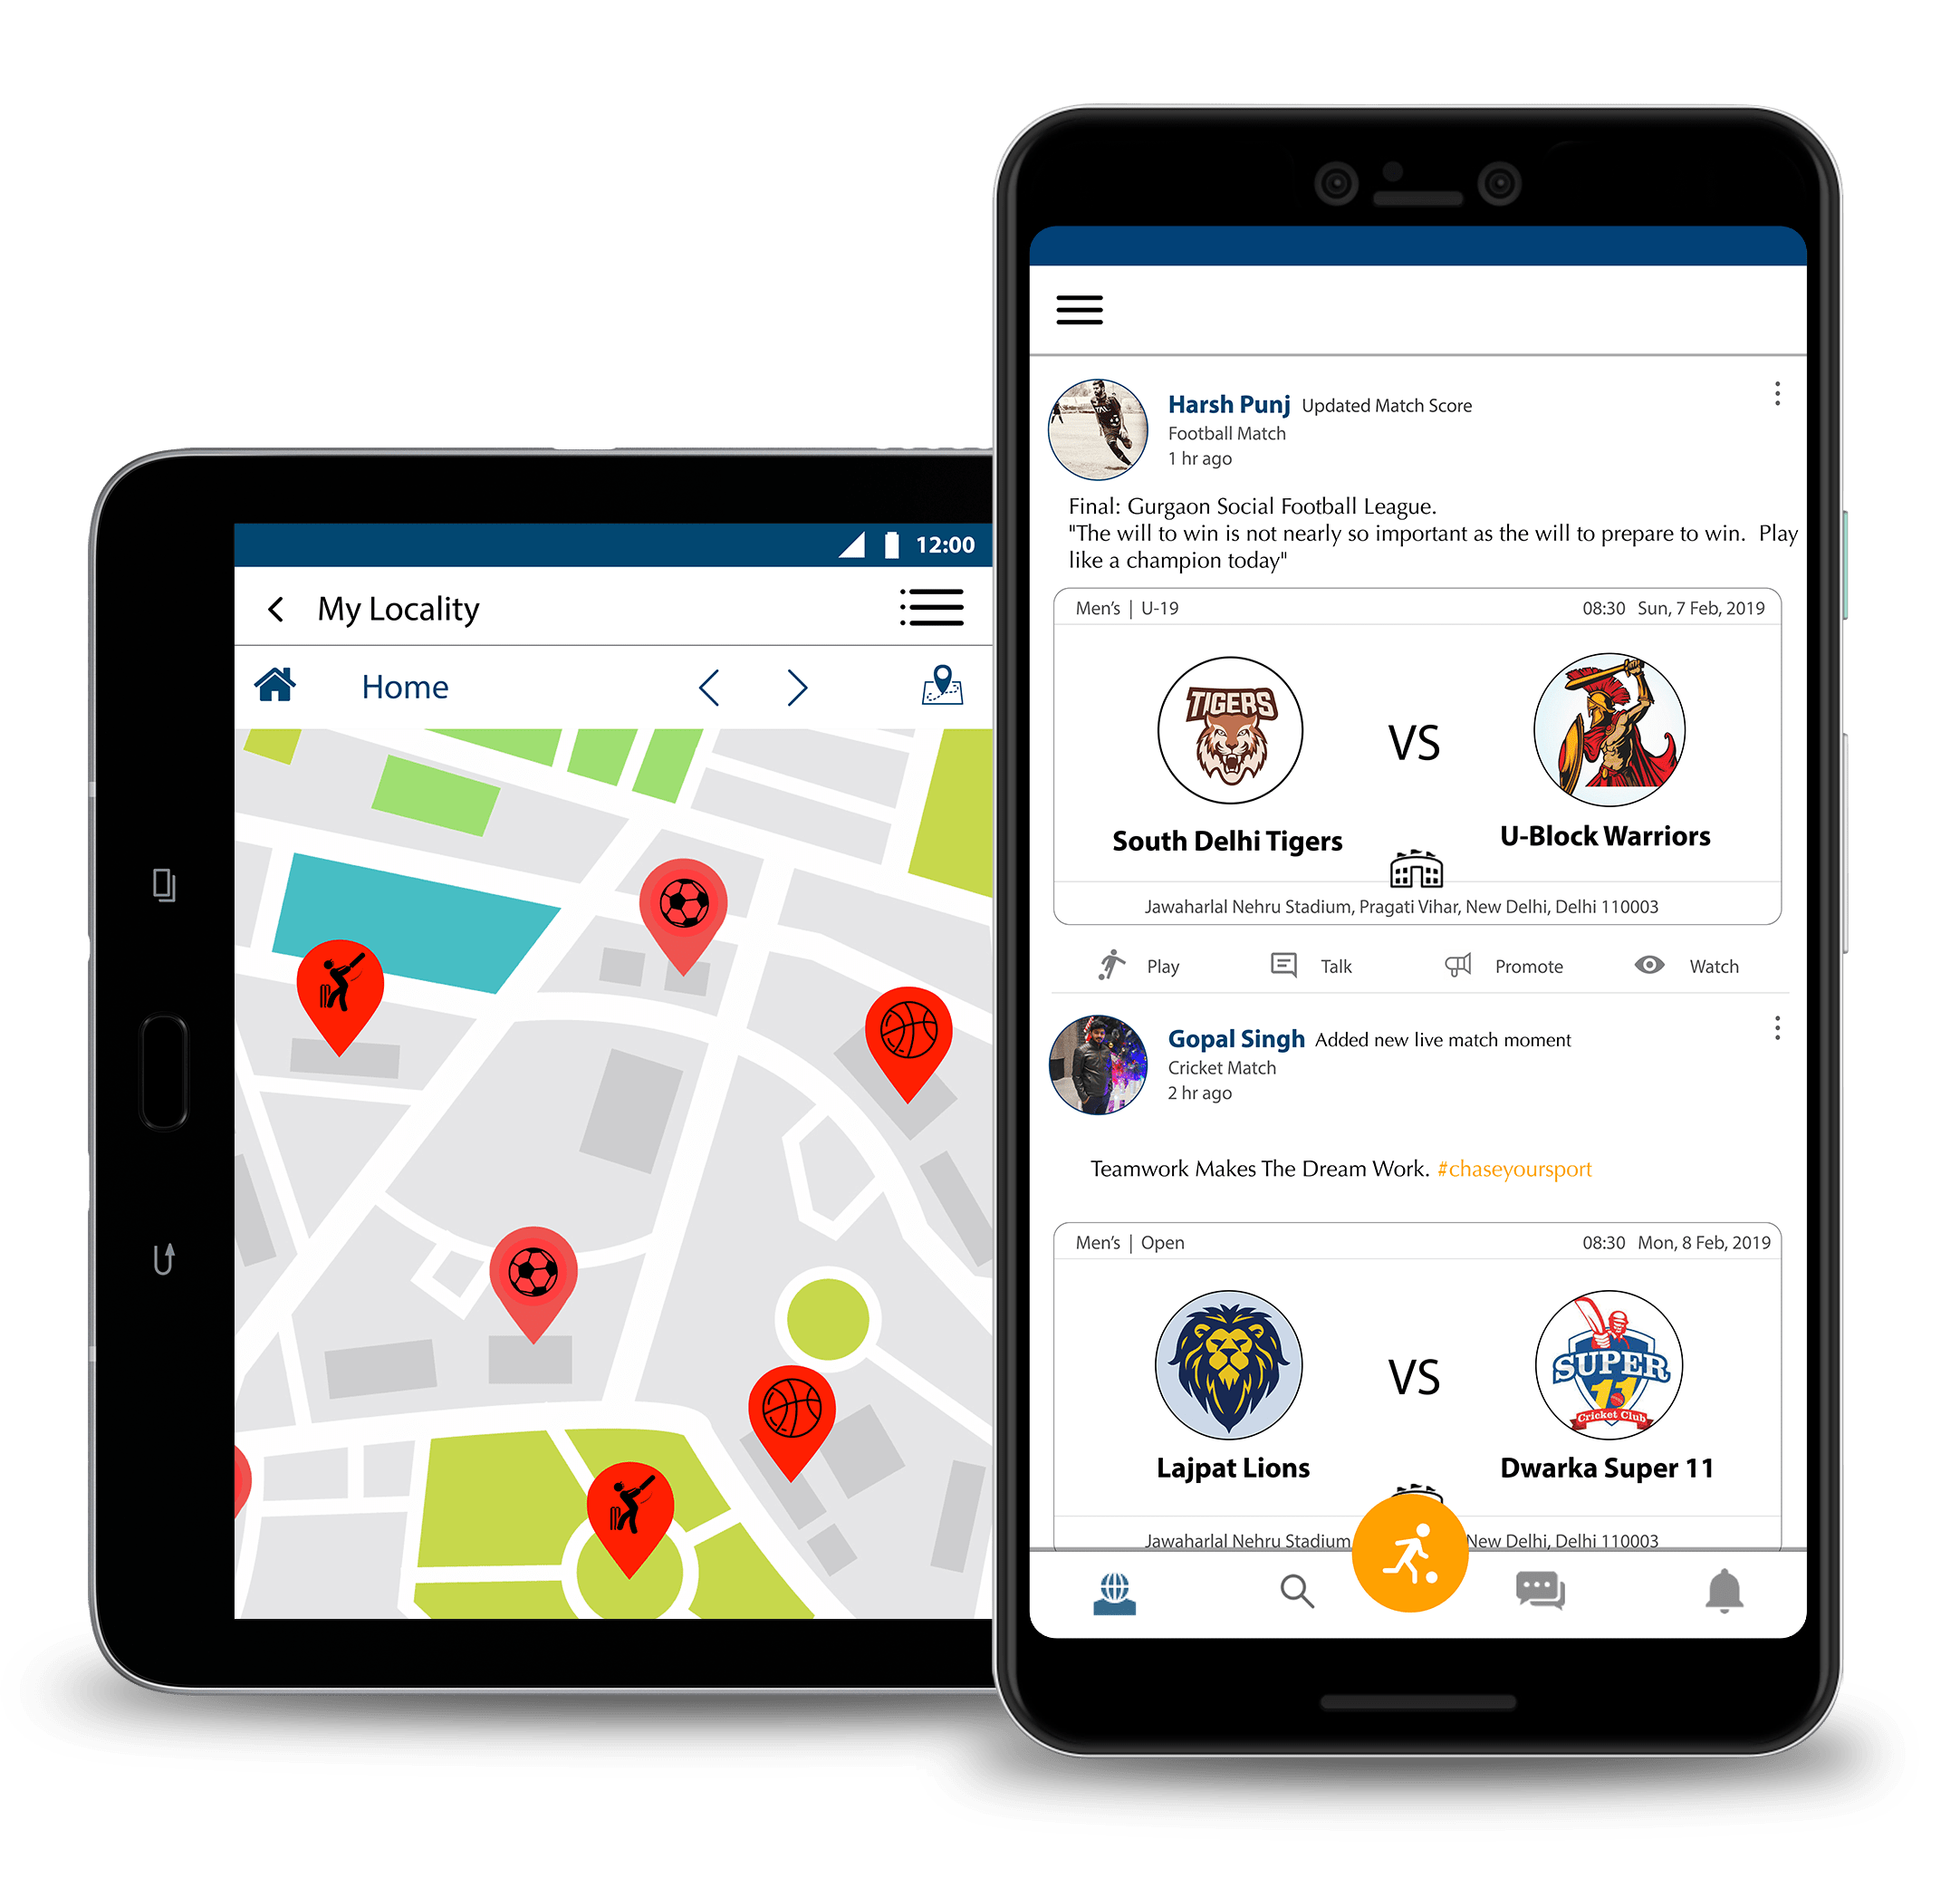 12:00
My Locality
Home
Harsh Punj Updated Match Score
Football Match
1 hr ago
Final: Gurgaon Social Football League.
"The will to win is not nearly so important as the will to prepare to win. Play
like a champion today"
Men's | U-19 08:30 Sun, 7 Feb, 2019
TIGERS
VS
South Delhi Tigers U-Block Warriors
Jawaharlal Nehru Stadium, Pragati Vihar, New Delhi, Delhi 110003
Play Talk Promote Watch
Gopal Singh Added new live match moment
Cricket Match
2 hr ago
Teamwork Makes The Dream Work. #chaseyoursport
Men's | Open 08:30 Mon, 8 Feb, 2019
SUPER
11
Cricket Club
VS
Lajpat Lions Dwarka Super 11
Jawaharlal Nehru Stadium New Delhi, Delhi 110003